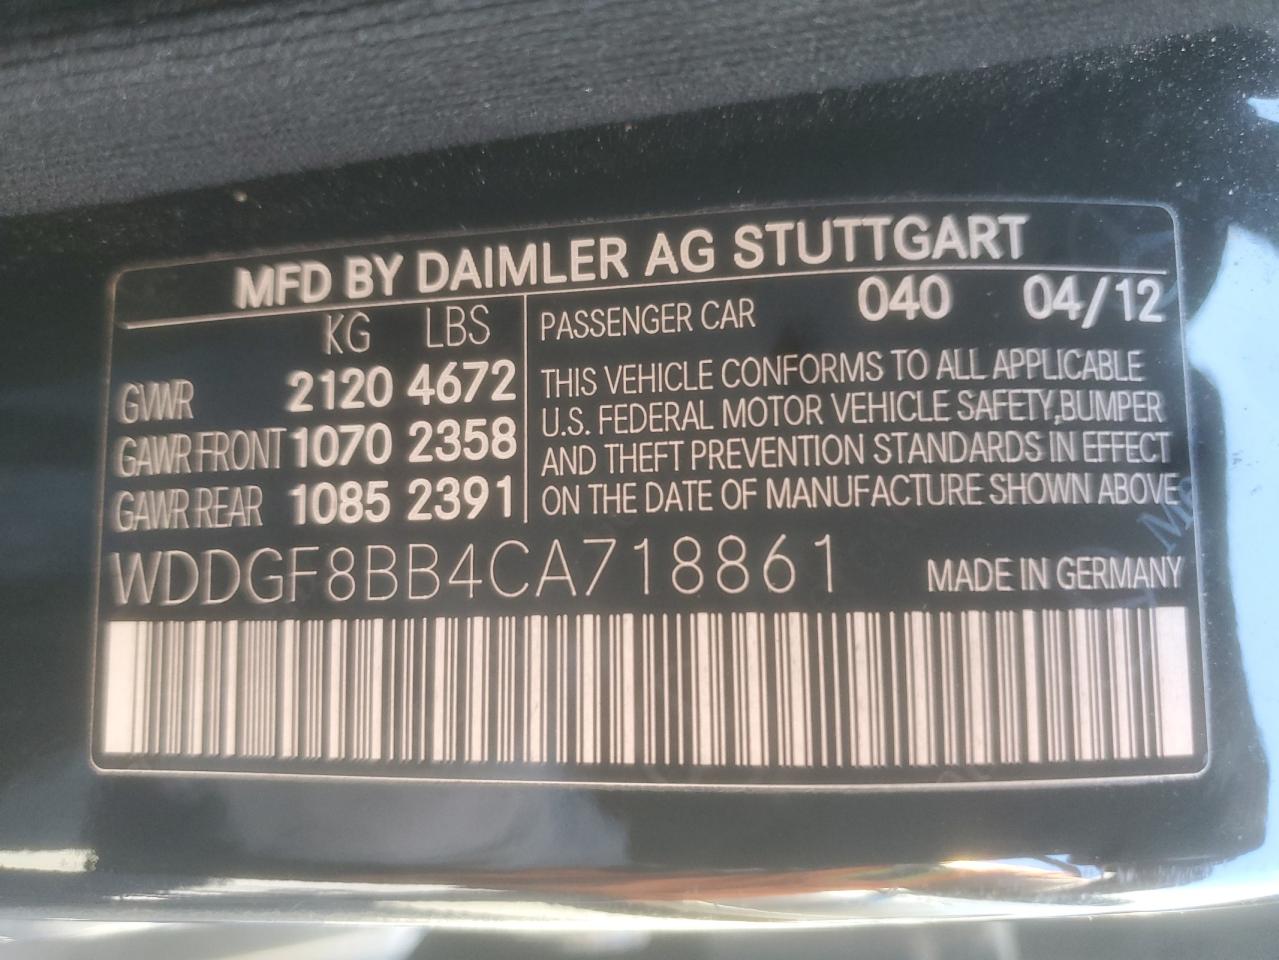 MFD BY DAIMLER AG STUTTGART
KG LBS
GVWR 2120 4672
GAWR FRONT 1070 2358
GAWR REAR 1085 2391
PASSENGER CAR 040 04/12
THIS VEHICLE CONFORMS TO ALL APPLICABLE
U.S. FEDERAL MOTOR VEHICLE SAFETY,BUMPER
AND THEFT PREVENTION STANDARDS IN EFFECT
ON THE DATE OF MANUFACTURE SHOWN ABOVE
WDDGF8BB4CA718861 MADE IN GERMANY